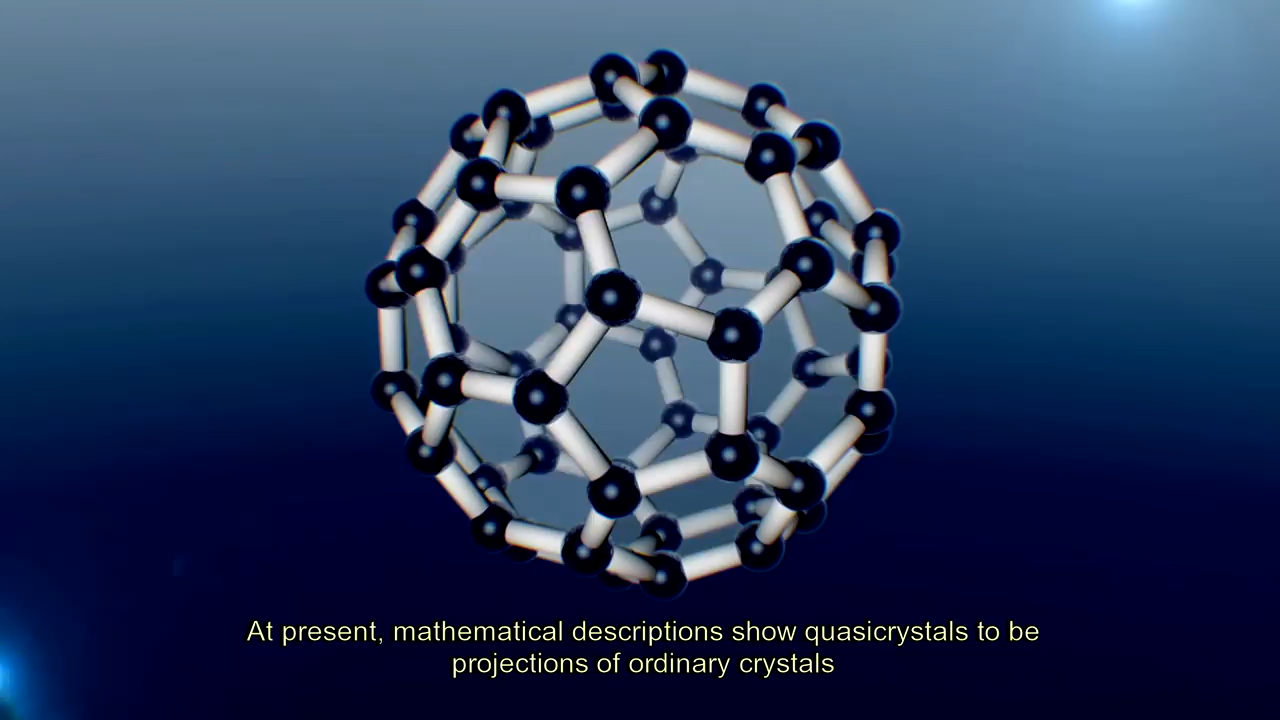 At present, mathematical descriptions show quasicrystals to be
projections of ordinary crystals